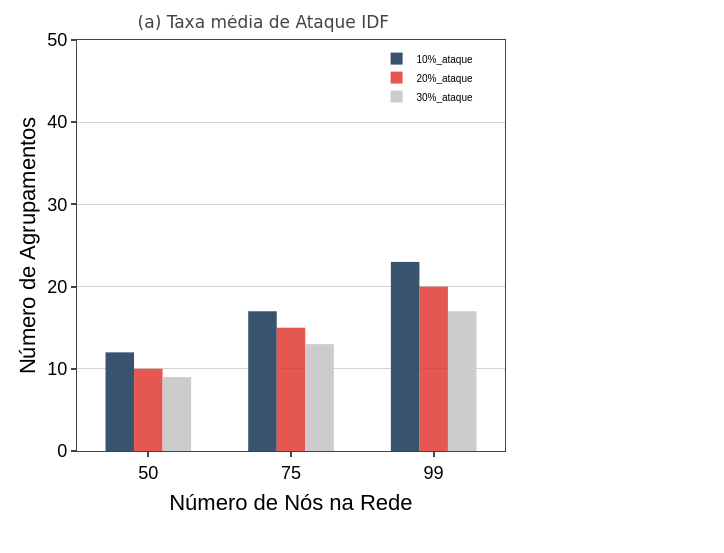 (a) Taxa média de Ataque IDF
10%_ataque
20%_ataque
30%_ataque
Número de Agrupamentos
50
40
30
20
10
0
50 75 99
Número de Nós na Rede